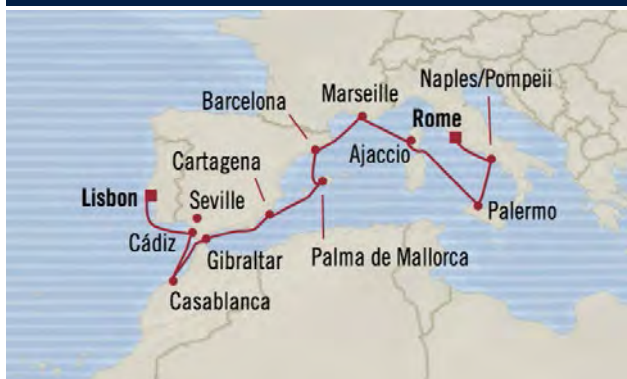 Naples/Pompeii
Marseille
Barcelona
Rome
Ajaccio
Cartagena
Lisbon
Seville
Palermo
Cádiz
Gibraltar
Palma de Mallorca
Casablanca